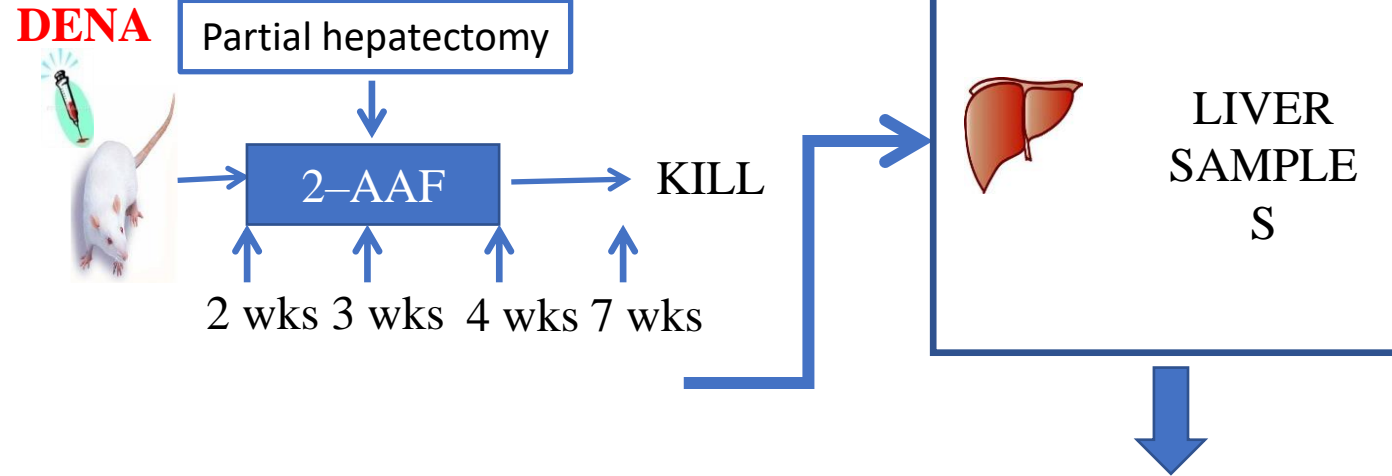 DENA
Partial hepatectomy
2–AAF
KILL
2 wks 3 wks 4 wks 7 wks
LIVER
SAMPLE
S